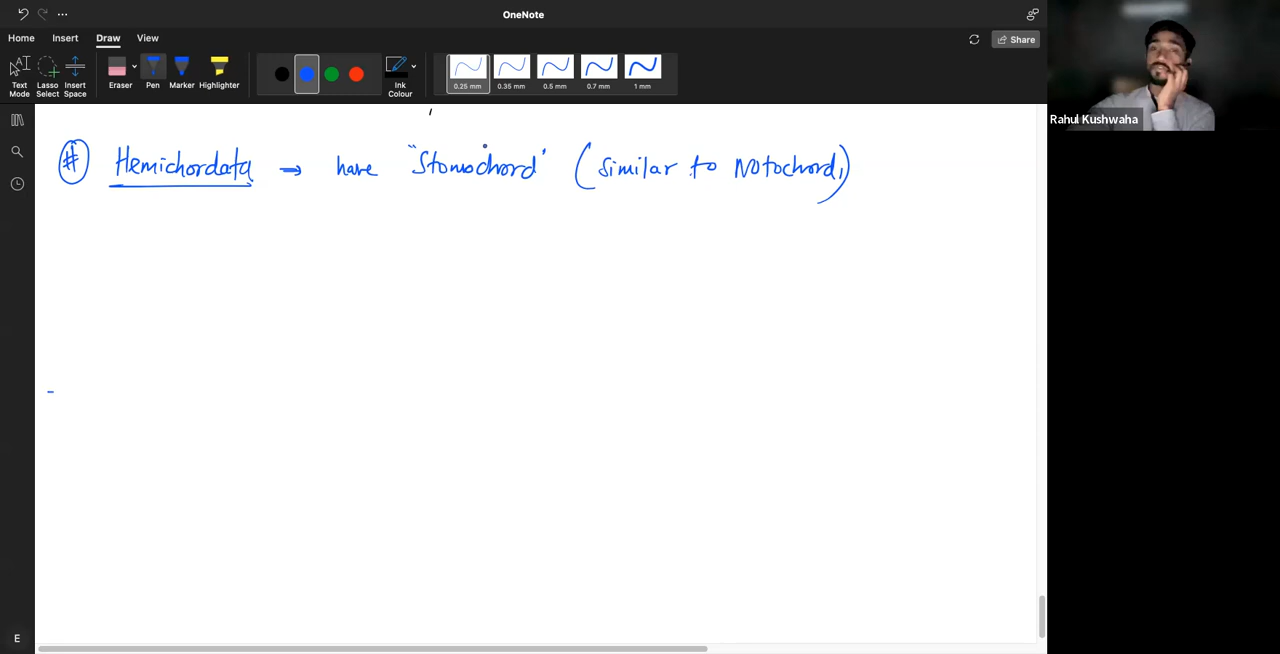 OneNote
Home Insert Draw View
Share
Text Mode
Lasso Select
Insert Space
Eraser
Pen
Marker
Highlighter
Ink Colour
0.25 mm 0.35 mm 0.5 mm 0.7 mm 1 mm
Rahul Kushwaha
# Hemichordata → have "Stomochord" (Similar to Notochord)
E